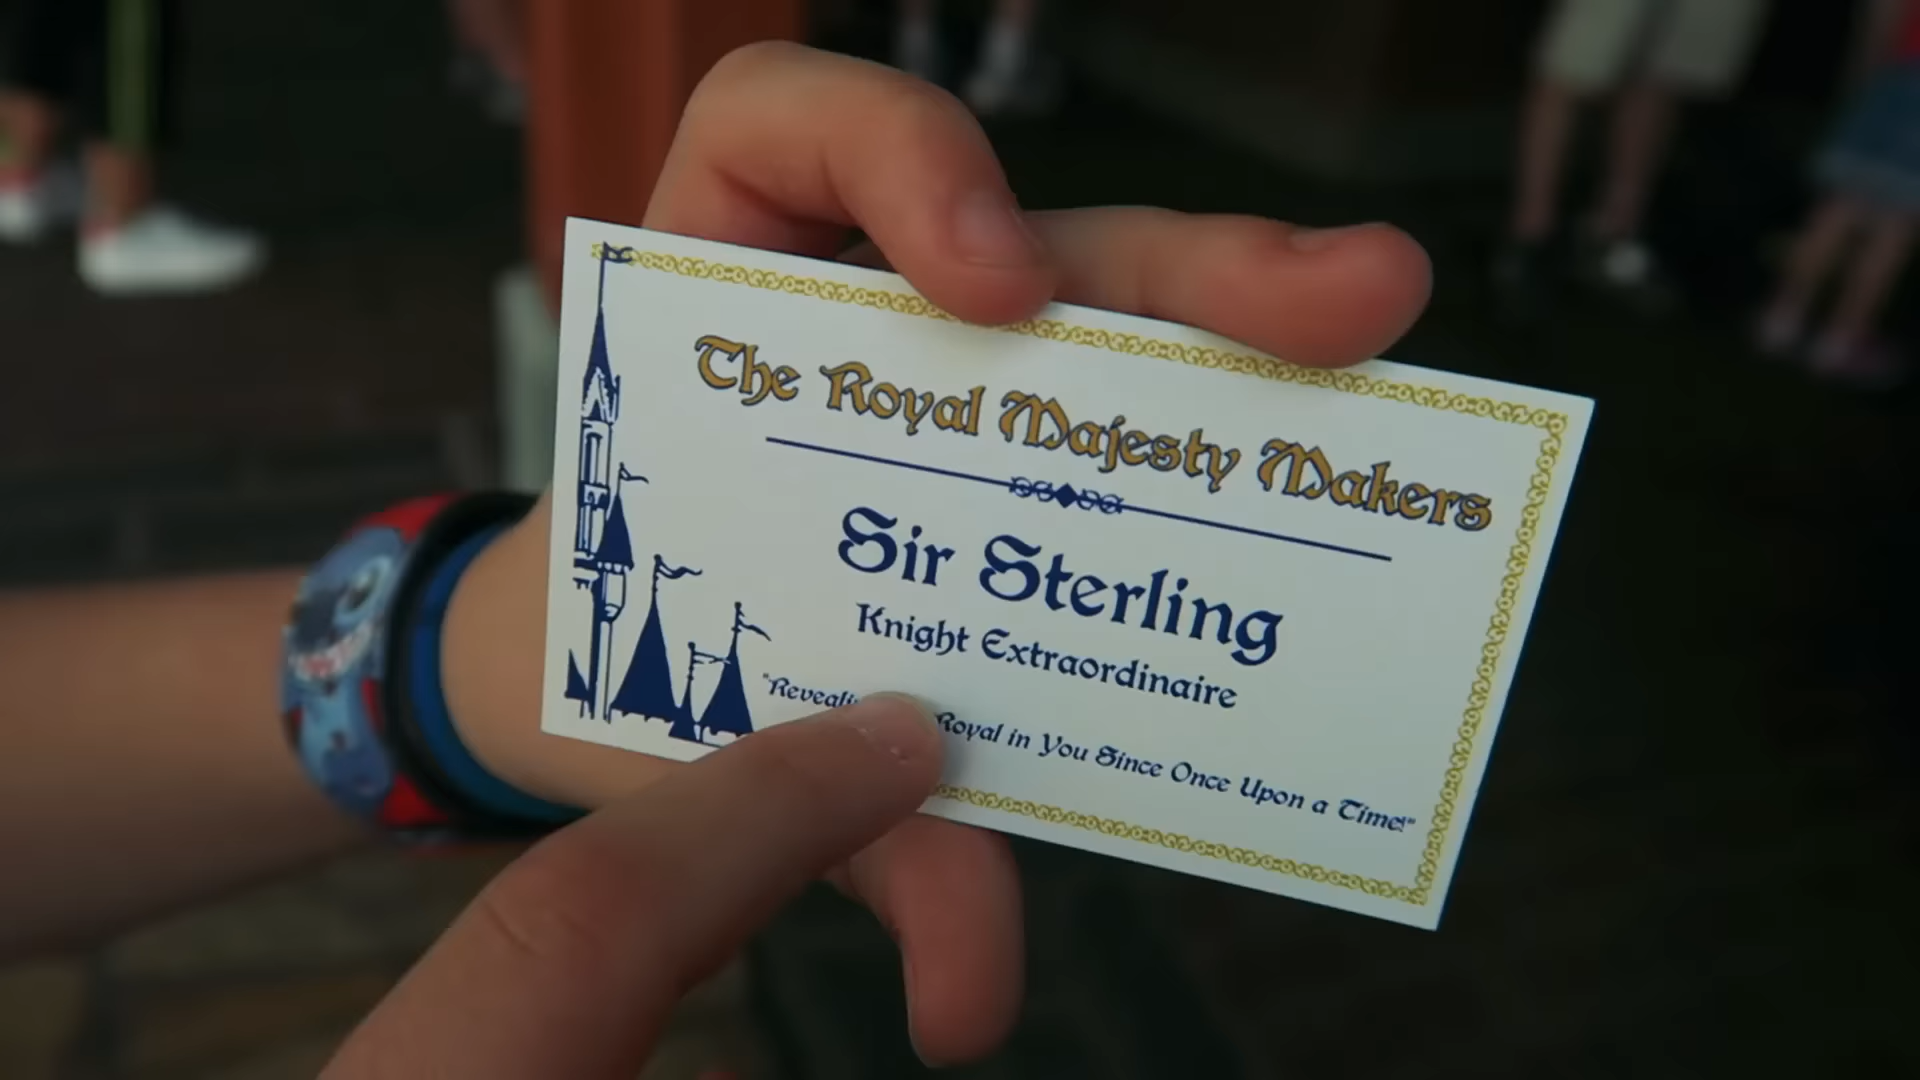 The Royal Majesty Makers
Sir Sterling
Knight Extraordinaire
"Reveali Royal in You Since Once Upon a Time!"